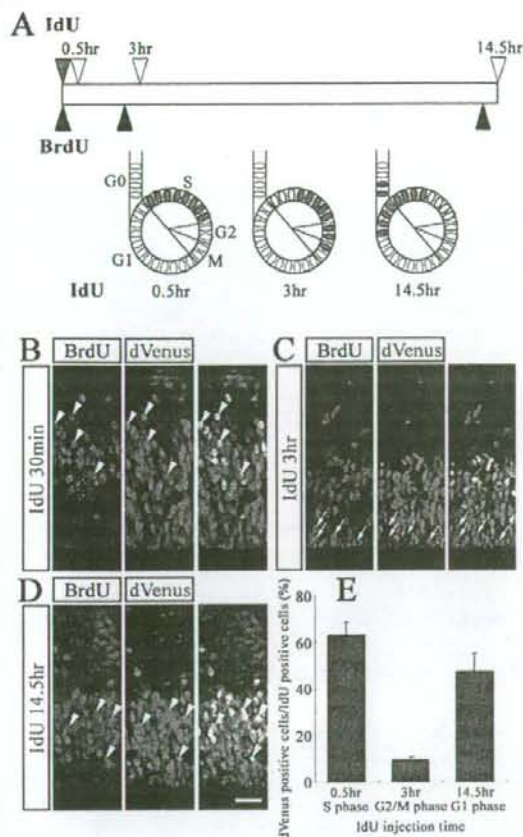 A
IdU
0.5hr
3hr
14.5hr
BrdU
G0
S
G2
G1
M
IdU
0.5hr
3hr
14.5hr
B
BrdU
dVenus
IdU 30min
C
BrdU
dVenus
IdU 3hr
D
BrdU
dVenus
IdU 14.5hr
E
dVenus positive cells/IdU positive cells (%)
80
60
40
20
0
0.5hr 3hr 14.5hr
S phase G2/M phase G1 phase
IdU injection time